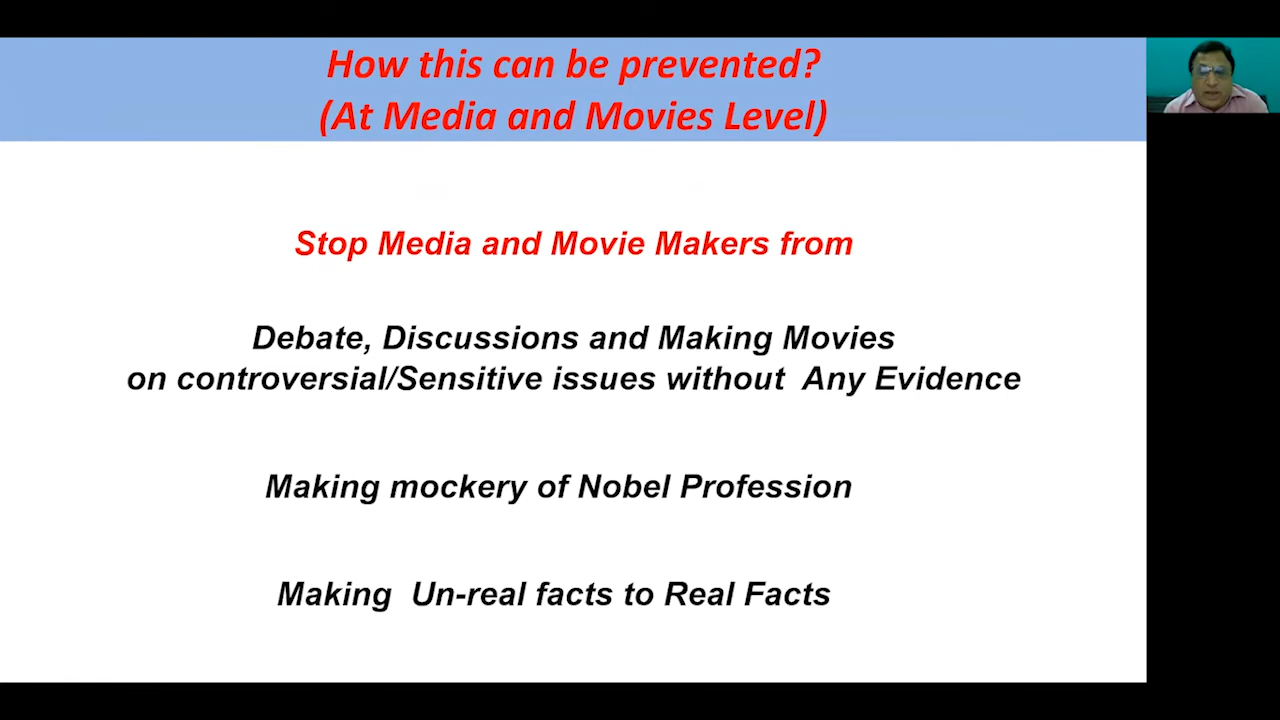 How this can be prevented?
(At Media and Movies Level)
Stop Media and Movie Makers from
Debate, Discussions and Making Movies
on controversial/Sensitive issues without Any Evidence
Making mockery of Nobel Profession
Making Un-real facts to Real Facts